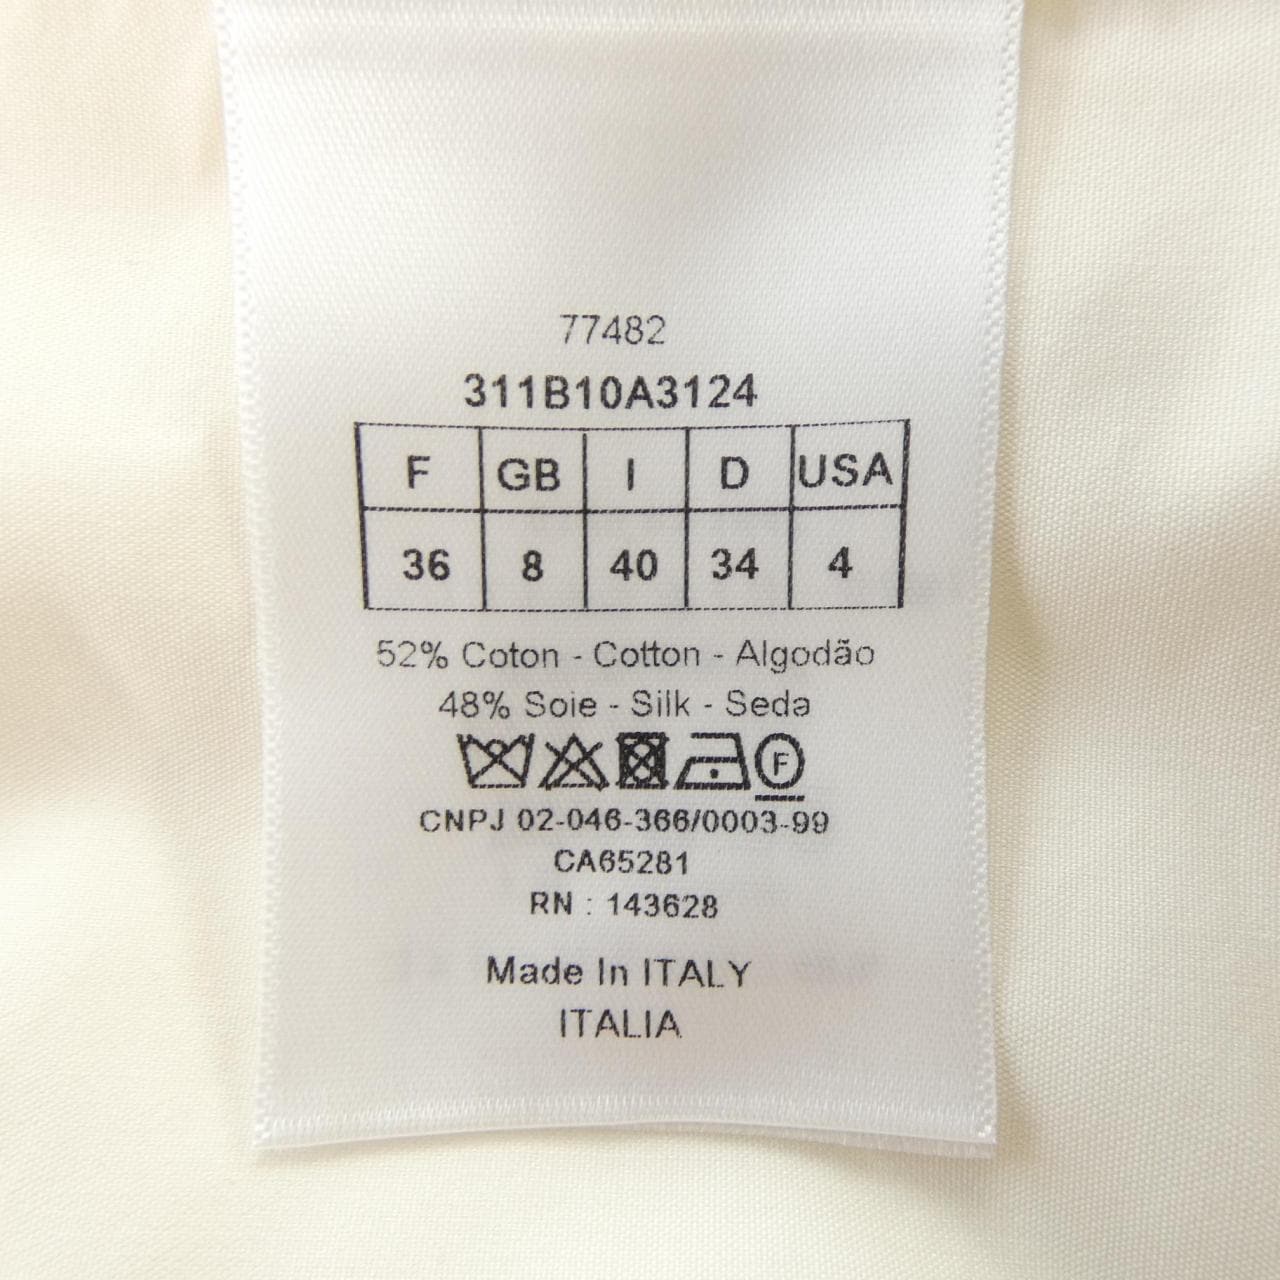 77482
311B10A3124
F GB I D USA
36 8 40 34 4
52% Coton - Cotton - Algodão
48% Soie - Silk - Seda
F
CNPJ 02-046-366/0003-99
CA65281
RN : 143628
Made In ITALY
ITALIA